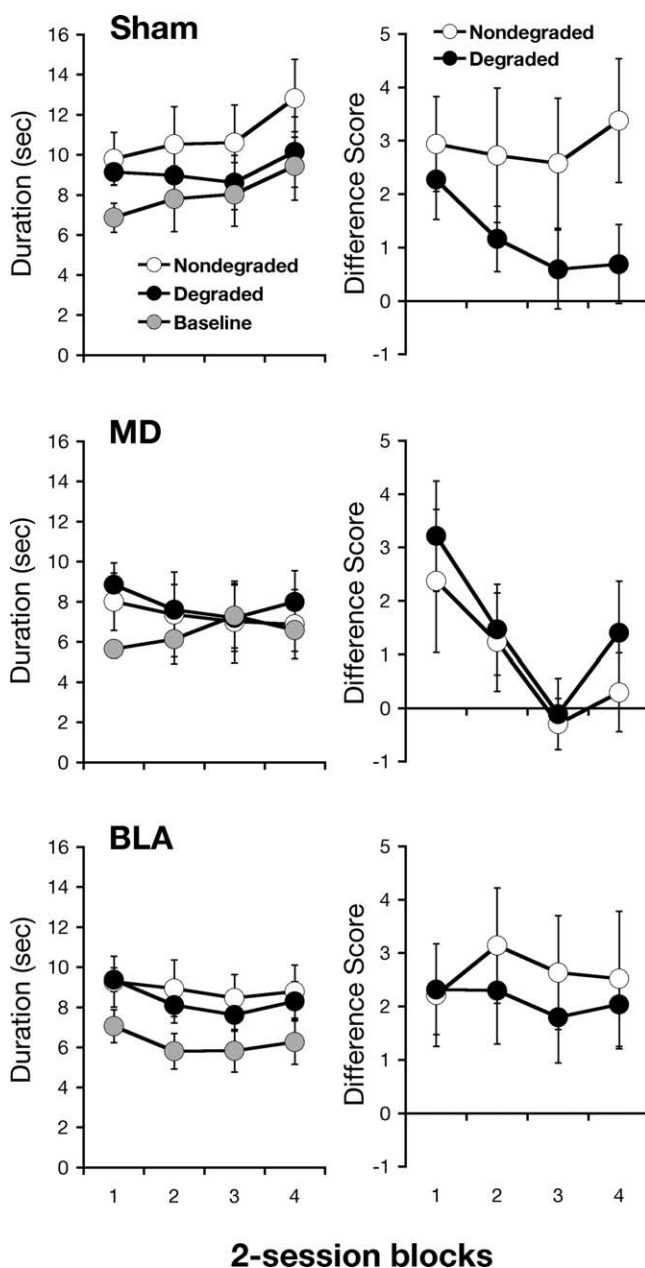 Sham
Duration (sec)
16
14
12
10
8
6
4
2
0
Nondegraded
Degraded
Baseline
Difference Score
5
4
3
2
1
0
-1
Nondegraded
Degraded
MD
Duration (sec)
16
14
12
10
8
6
4
2
0
Difference Score
5
4
3
2
1
0
-1
BLA
Duration (sec)
16
14
12
10
8
6
4
2
0
1 2 3 4
Difference Score
5
4
3
2
1
0
-1
1 2 3 4
2-session blocks